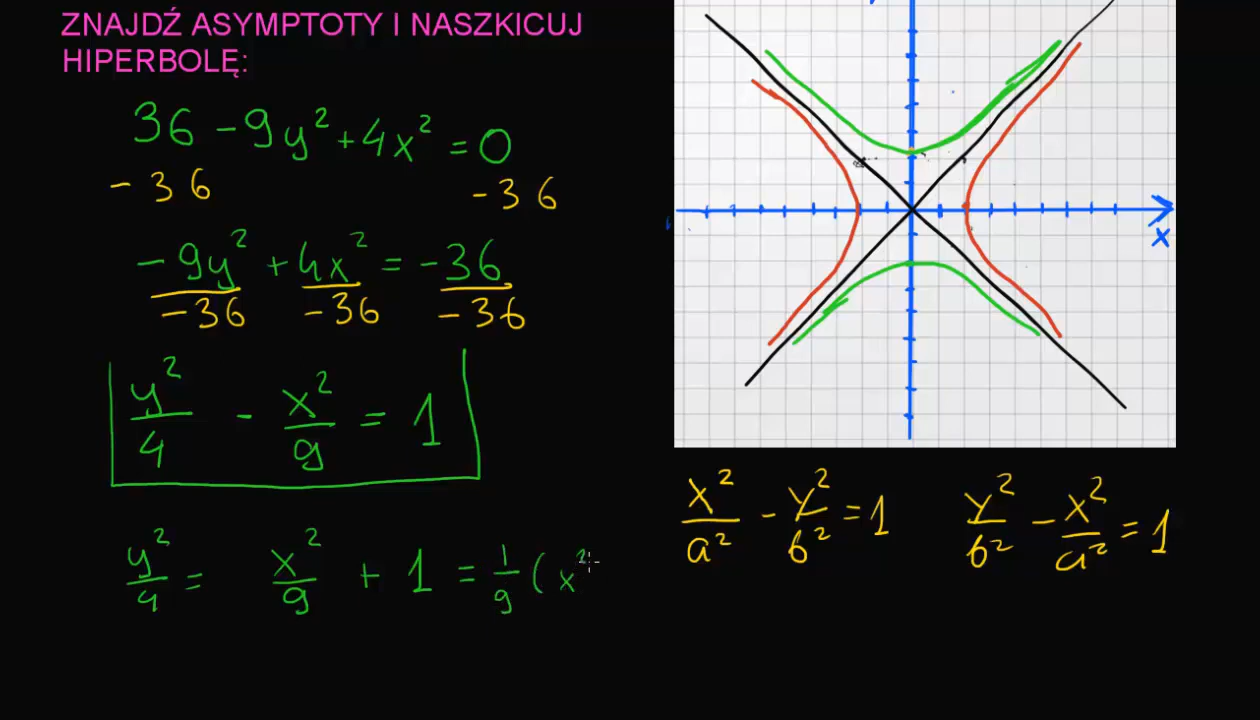 ZNAJDŹ ASYMPTOTY I NASZKICUJ
HIPERBOLĘ:
36 - 9y² + 4x² = 0
-36 -36
-9y² + 4x² = -36
-36 -36 -36
y²/4 - x²/9 = 1
y²/4 = x²/9 + 1 = 1/9 ( x²
x
x²/a² - y²/b² = 1
y²/b² - x²/a² = 1